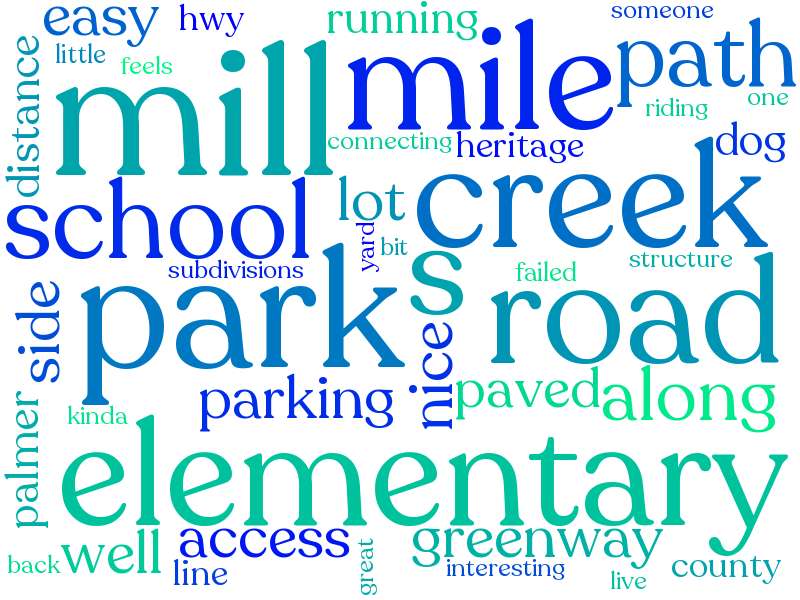 easy
hwy
running
someone
little
feels
mill
mile
path
riding
one
distance
connecting
heritage
dog
school
lot
creek
yard
bit
subdivisions
s
failed
structure
side
park
road
nice
parking
paved
along
palmer
kinda
elementary
back
well
access
line
great
greenway
interesting
live
county